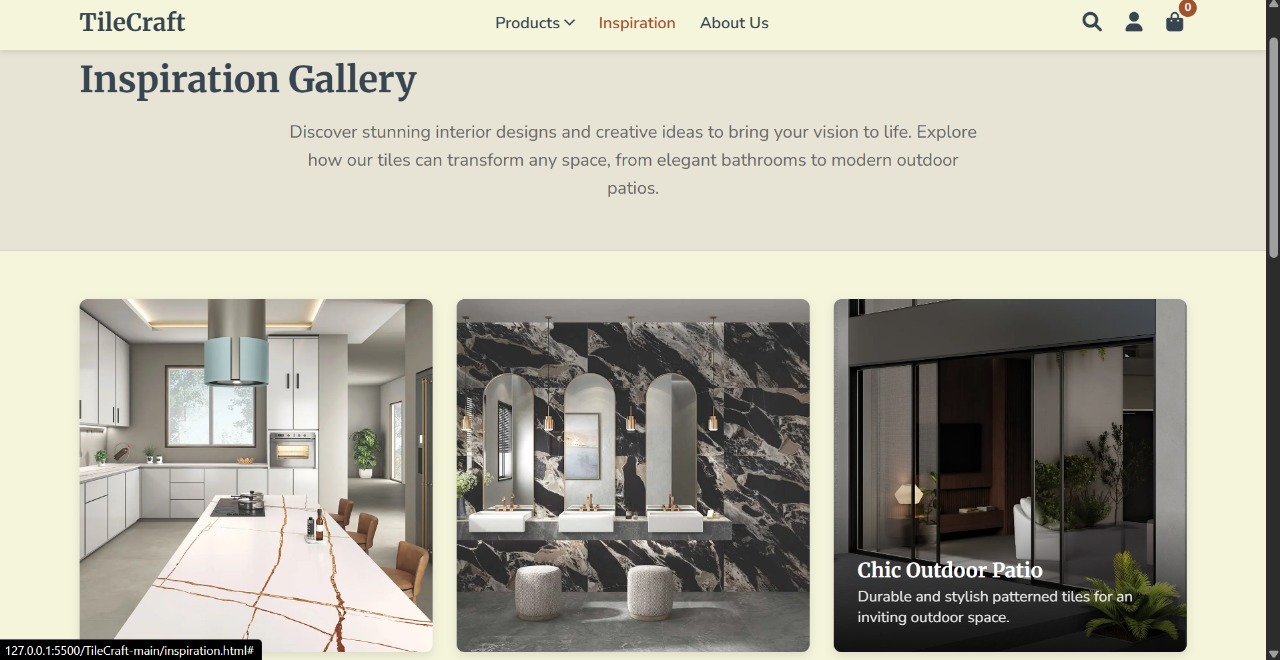 TileCraft
Products
Inspiration
About Us
0
Inspiration Gallery
Discover stunning interior designs and creative ideas to bring your vision to life. Explore
how our tiles can transform any space, from elegant bathrooms to modern outdoor
patios.
Chic Outdoor Patio
Durable and stylish patterned tiles for an
inviting outdoor space.
127.0.0.1:5500/TileCraft-main/inspiration.html#